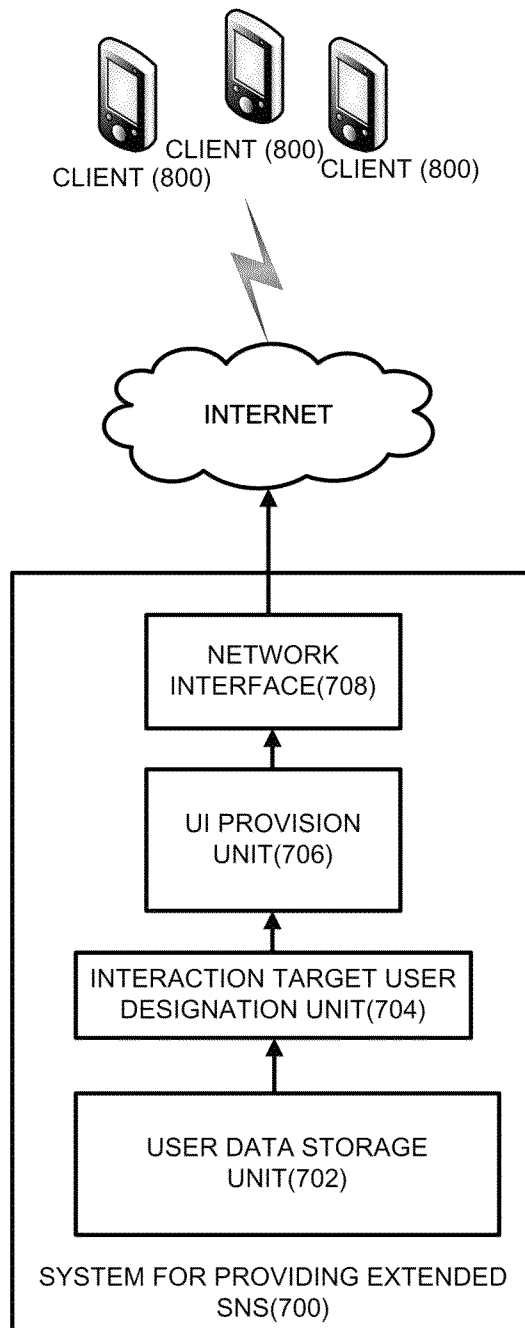 CLIENT (800)
CLIENT (800)
CLIENT (800)
INTERNET
NETWORK
INTERFACE(708)
UI PROVISION
UNIT(706)
INTERACTION TARGET USER
DESIGNATION UNIT(704)
USER DATA STORAGE
UNIT(702)
SYSTEM FOR PROVIDING EXTENDED
SNS(700)